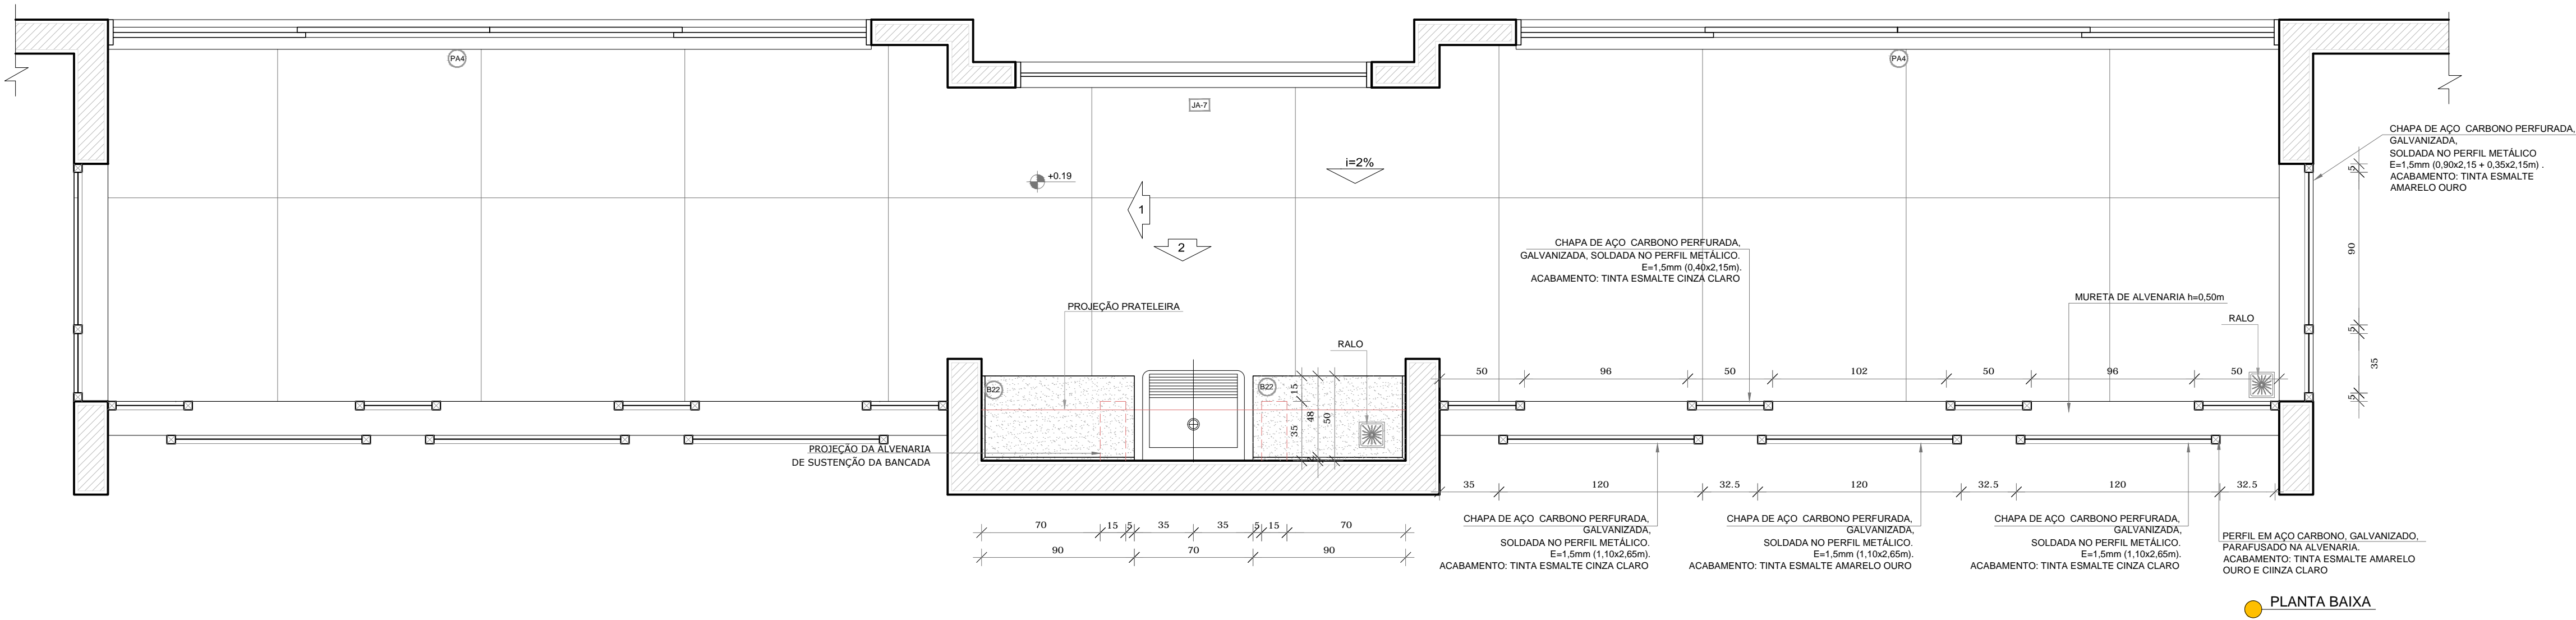 PA4
PA4
JA-7
CHAPA DE AÇO CARBONO PERFURADA,
GALVANIZADA,
SOLDADA NO PERFIL METÁLICO
E=1,5mm (0,90x2,15 + 0,35x2,15m) .
ACABAMENTO: TINTA ESMALTE
AMARELO OURO
i=2%
+0.19
1
2
5
90
5
35
5
CHAPA DE AÇO CARBONO PERFURADA,
GALVANIZADA, SOLDADA NO PERFIL METÁLICO.
E=1,5mm (0,40x2,15m).
ACABAMENTO: TINTA ESMALTE CINZA CLARO
PROJEÇÃO PRATELEIRA
MURETA DE ALVENARIA h=0,50m
RALO
RALO
B22
B22
15
48
50
35
2
50
96
50
102
50
96
50
PROJEÇÃO DA ALVENARIA
DE SUSTENÇÃO DA BANCADA
35
120
32.5
120
32.5
120
32.5
70
15
5
35
35
5
15
70
90
70
90
CHAPA DE AÇO CARBONO PERFURADA,
GALVANIZADA,
SOLDADA NO PERFIL METÁLICO.
E=1,5mm (1,10x2,65m).
ACABAMENTO: TINTA ESMALTE CINZA CLARO
CHAPA DE AÇO CARBONO PERFURADA,
GALVANIZADA,
SOLDADA NO PERFIL METÁLICO.
E=1,5mm (1,10x2,65m).
ACABAMENTO: TINTA ESMALTE AMARELO OURO
CHAPA DE AÇO CARBONO PERFURADA,
GALVANIZADA,
SOLDADA NO PERFIL METÁLICO.
E=1,5mm (1,10x2,65m).
ACABAMENTO: TINTA ESMALTE CINZA CLARO
PERFIL EM AÇO CARBONO, GALVANIZADO,
PARAFUSADO NA ALVENARIA.
ACABAMENTO: TINTA ESMALTE AMARELO
OURO E CIINZA CLARO
PLANTA BAIXA